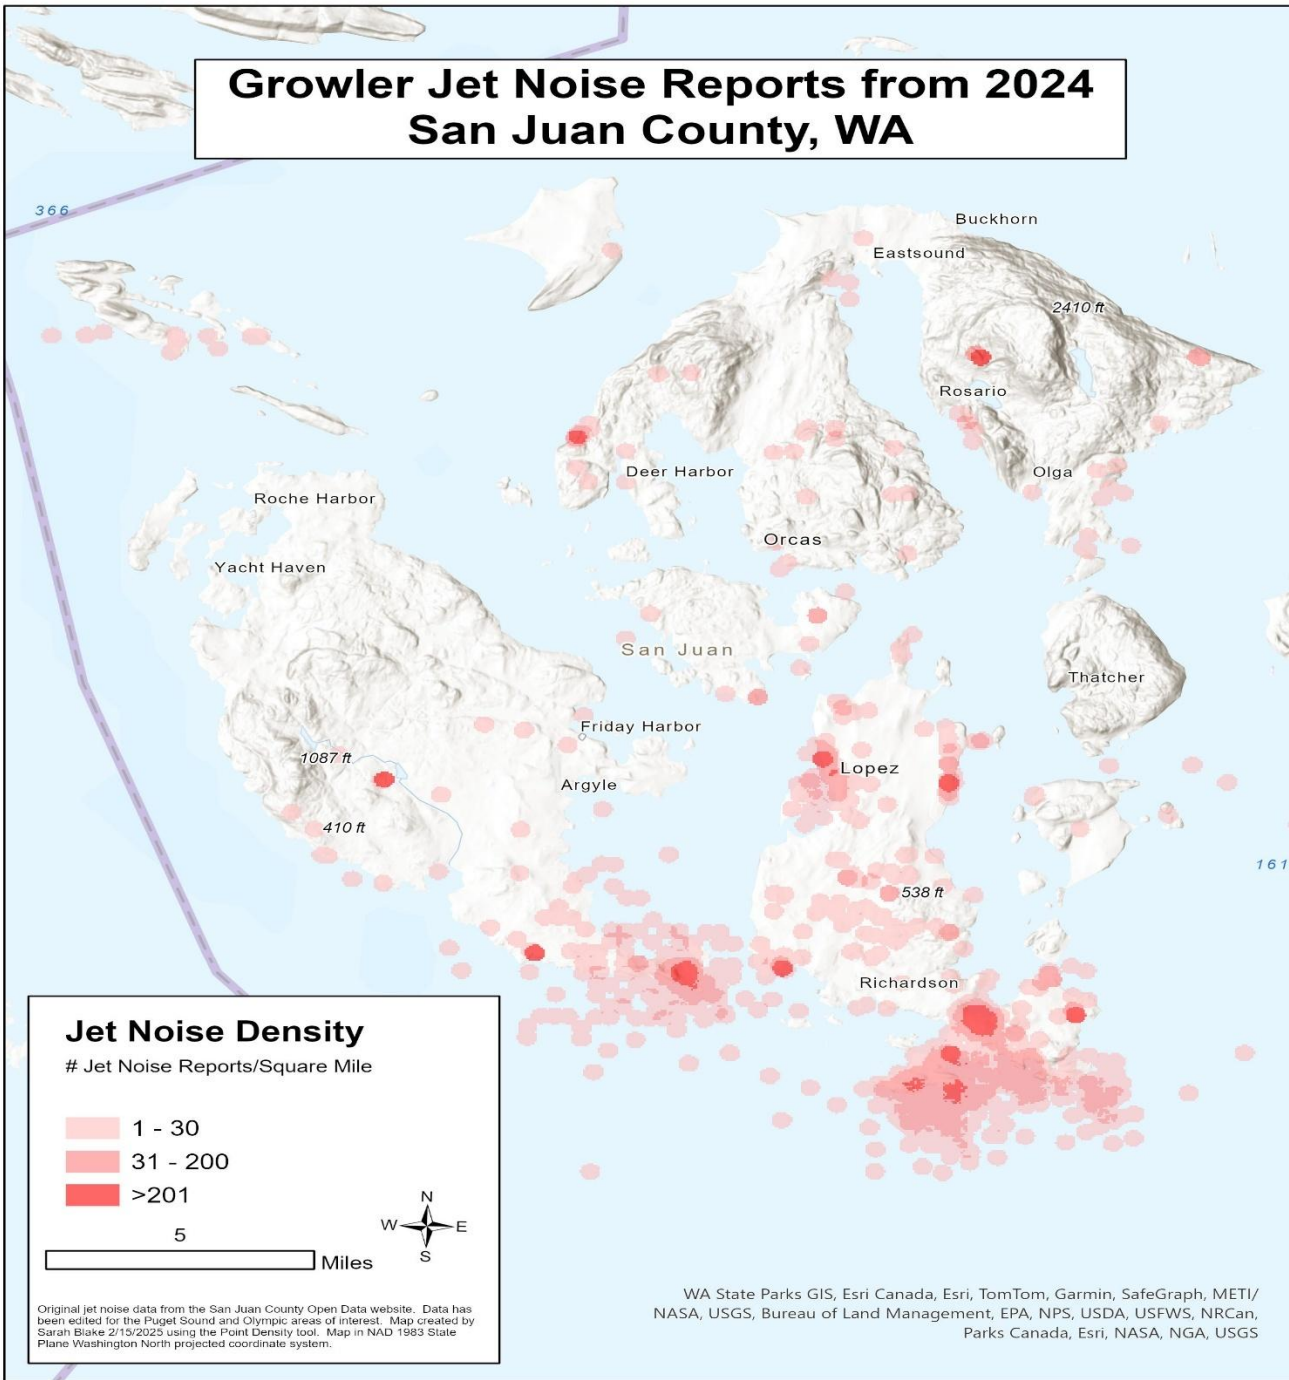 Growler Jet Noise Reports from 2024
San Juan County, WA
366
Buckhorn
Eastsound
2410 ft
Rosario
Deer Harbor
Olga
Roche Harbor
Orcas
Yacht Haven
San Juan
Thatcher
Friday Harbor
1087 ft
Lopez
Argyle
410 ft
161
538 ft
Richardson
Jet Noise Density
# Jet Noise Reports/Square Mile
1 - 30
31 - 200
>201
N
W E
S
5
Miles
Original jet noise data from the San Juan County Open Data website. Data has
been edited for the Puget Sound and Olympic areas of interest. Map created by
Sarah Blake 2/15/2025 using the Point Density tool. Map in NAD 1983 State
Plane Washington North projected coordinate system.
WA State Parks GIS, Esri Canada, Esri, TomTom, Garmin, SafeGraph, METI/
NASA, USGS, Bureau of Land Management, EPA, NPS, USDA, USFWS, NRCan,
Parks Canada, Esri, NASA, NGA, USGS